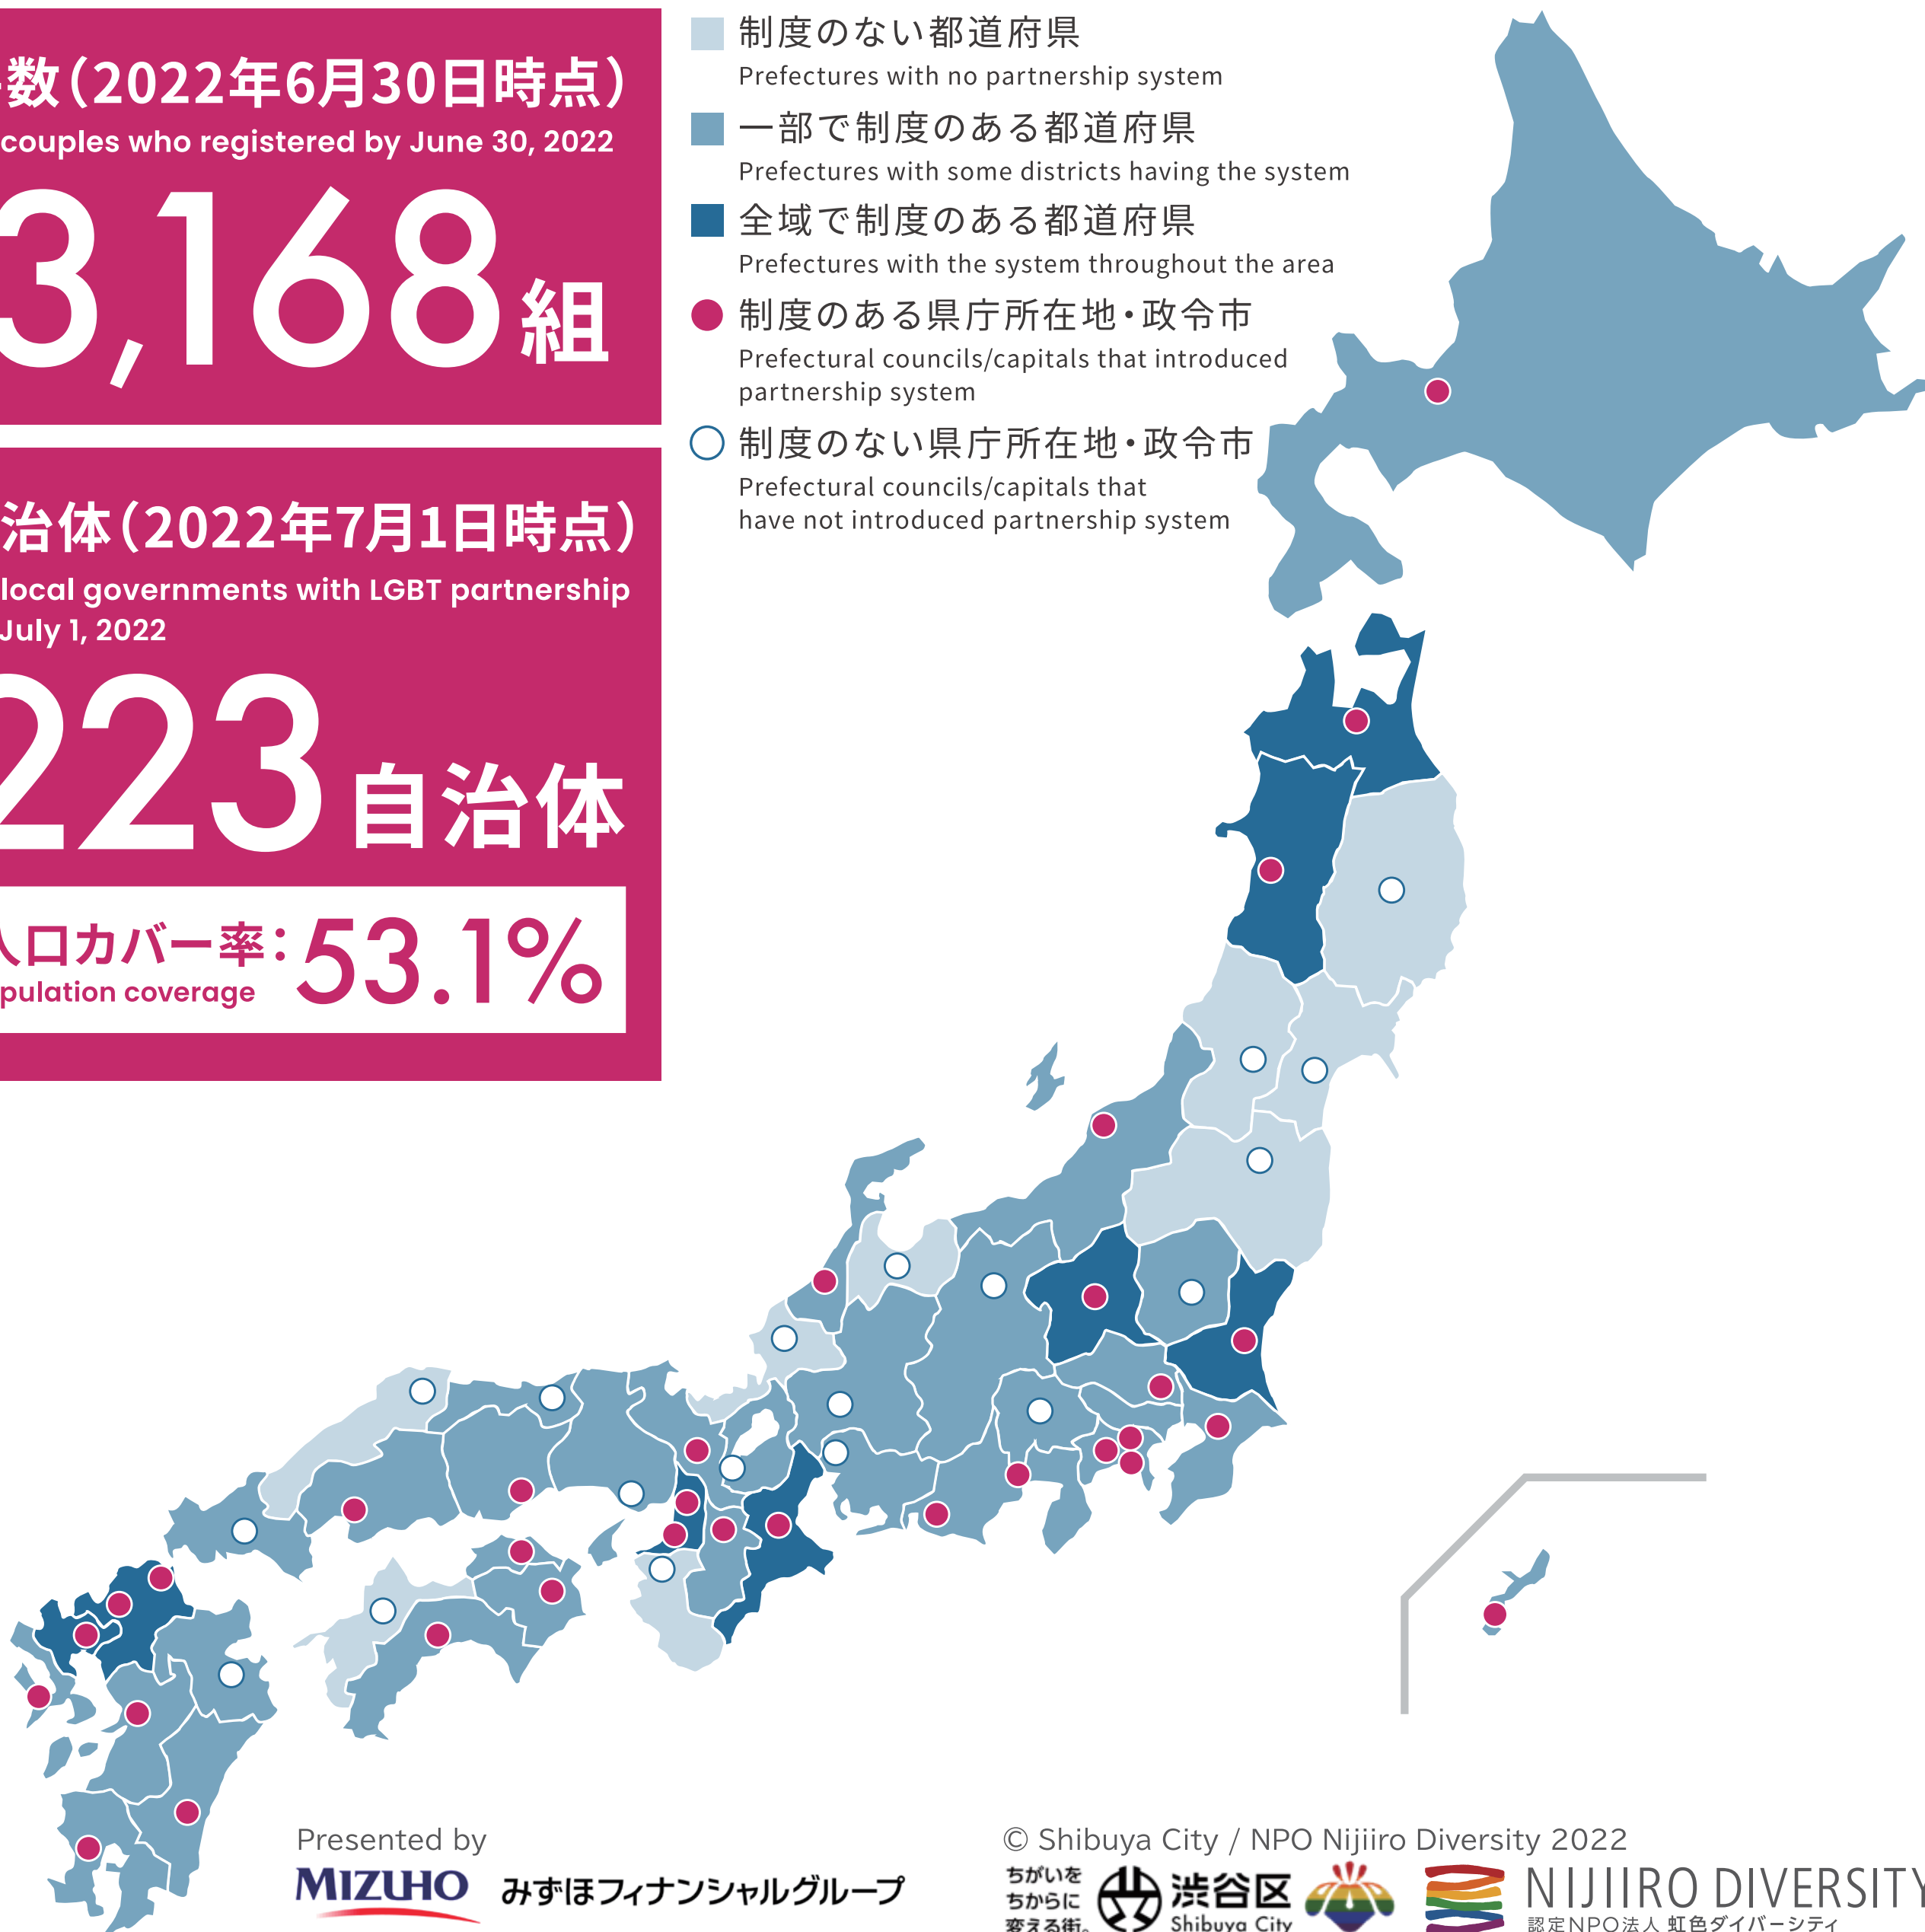 数(2022年6月30日時点)
couples who registered by June 30, 2022
3,168組
治体(2022年7月1日時点)
local governments with LGBT partnership
July 1, 2022
223自治体
人口カバー率:53.1%
pulation coverage
制度のない都道府県
Prefectures with no partnership system
一部で制度のある都道府県
Prefectures with some districts having the system
全域で制度のある都道府県
Prefectures with the system throughout the area
制度のある県庁所在地・政令市
Prefectural councils/capitals that introduced
partnership system
制度のない県庁所在地・政令市
Prefectural councils/capitals that
have not introduced partnership system
Presented by
MIZUHO みずほフィナンシャルグループ
© Shibuya City / NPO Nijiiro Diversity 2022
ちがいを
ちからに
変える街。
渋谷区
Shibuya City
NIJIIRO DIVERSITY
認定NPO法人 虹色ダイバーシティ